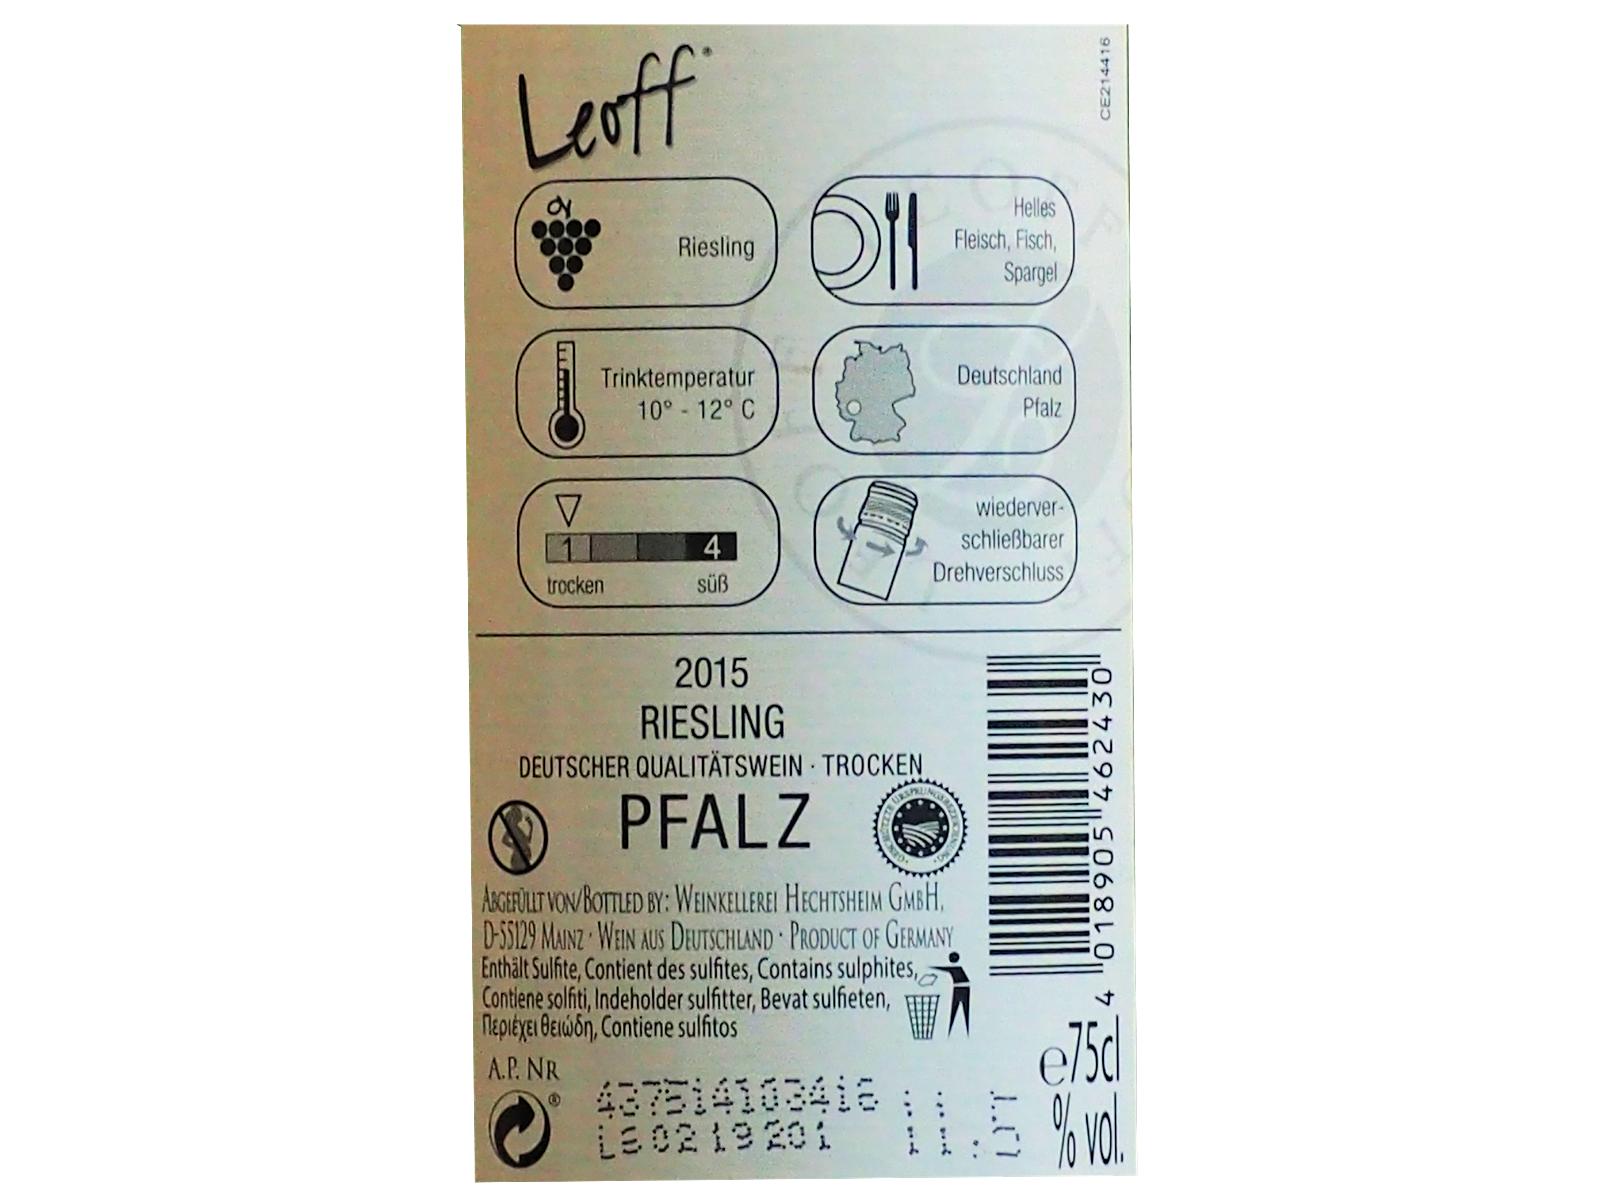 Leoff®
CE214416
Riesling
Helles
Fleisch, Fisch,
Spargel
Trinktemperatur
10° - 12° C
Deutschland
Pfalz
1 4
trocken süß
wiederver-
schließbarer
Drehverschluss
2015
RIESLING
DEUTSCHER QUALITÄTSWEIN · TROCKEN
PFALZ
GESCHÜTZTE URSPRUNGSBEZEICHNUNG
ABGEFÜLLT VON/BOTTLED BY: WEINKELLEREI HECHTSHEIM GMBH,
D-55129 MAINZ · WEIN AUS DEUTSCHLAND · PRODUCT OF GERMANY
Enthält Sulfite, Contient des sulfites, Contains sulphites,
Contiene solfiti, Indeholder sulfitter, Bevat sulfieten,
Περιέχει θειώδη, Contiene sulfitos
4 018905 462430
A.P. NR
437514103416
e75cl
% vol.